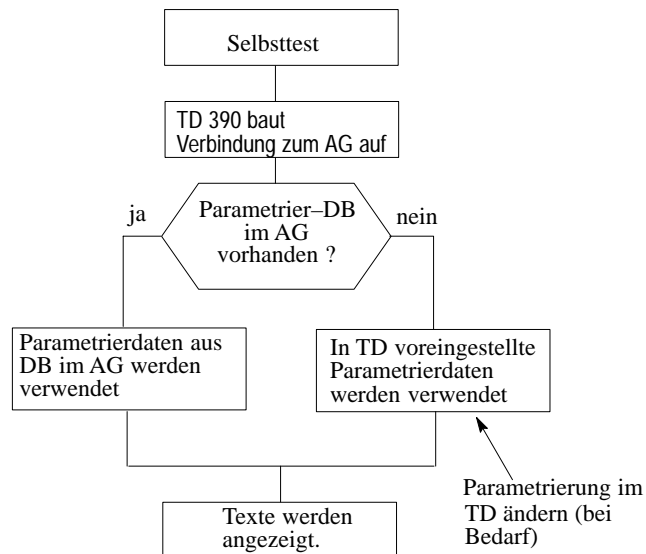 Selbsttest
TD 390 baut
Verbindung zum AG auf
ja
Parametrier–DB
im AG
vorhanden ?
nein
Parametrierdaten aus
DB im AG werden
verwendet
In TD voreingestellte
Parametrierdaten
werden verwendet
Parametrierung im
TD ändern (bei
Bedarf)
Texte werden
angezeigt.